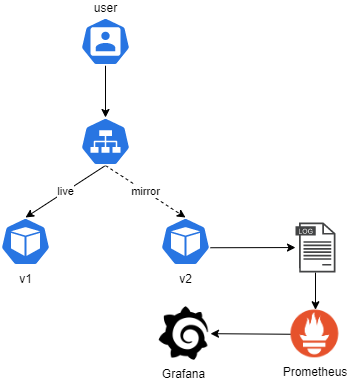 user
live
mirror
v1
v2
LOG
Grafana
Prometheus